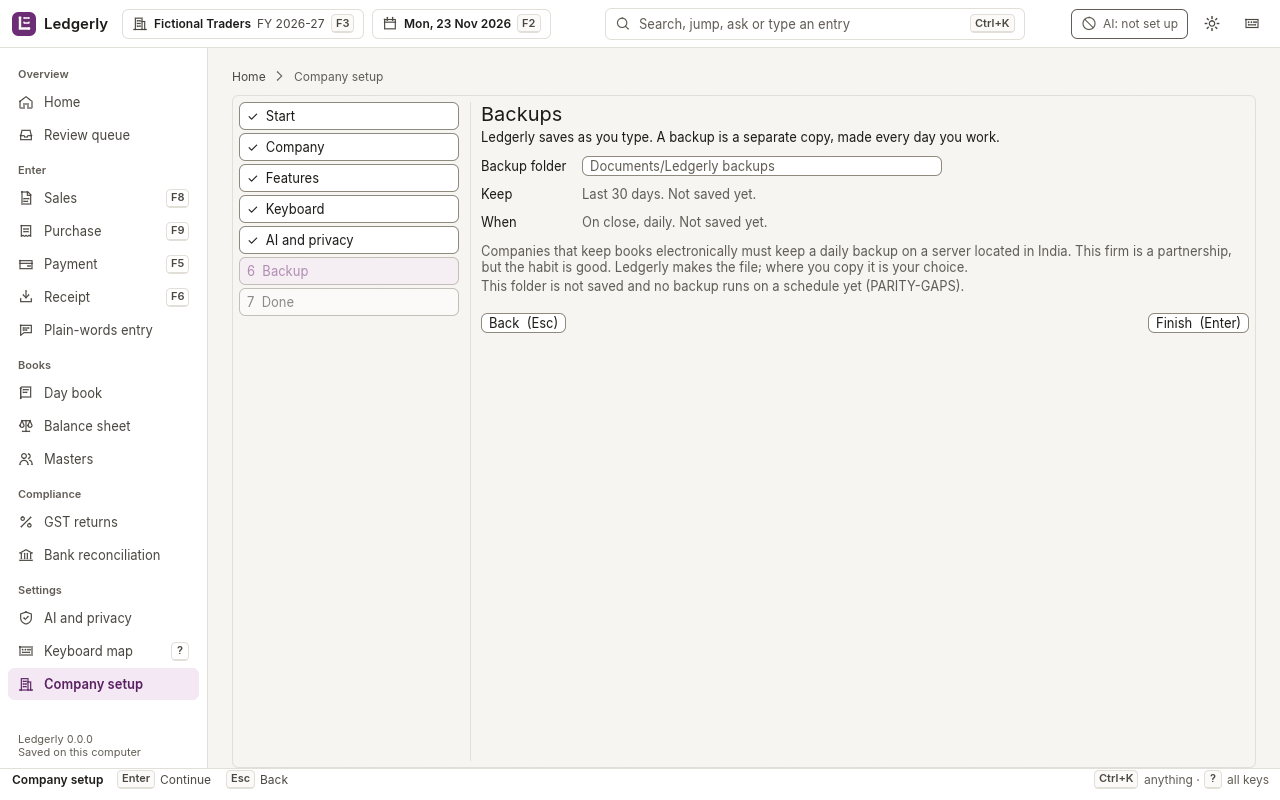 Ledgerly
Fictional Traders FY 2026-27 F3
Mon, 23 Nov 2026 F2
Search, jump, ask or type an entry Ctrl+K
AI: not set up
Overview
Home
Review queue
Enter
Sales F8
Purchase F9
Payment F5
Receipt F6
Plain-words entry
Books
Day book
Balance sheet
Masters
Compliance
GST returns
Bank reconciliation
Settings
AI and privacy
Keyboard map ?
Company setup
Ledgerly 0.0.0
Saved on this computer
Home > Company setup
✓ Start
✓ Company
✓ Features
✓ Keyboard
✓ AI and privacy
6 Backup
7 Done
Backups
Ledgerly saves as you type. A backup is a separate copy, made every day you work.
Backup folder Documents/Ledgerly backups
Keep Last 30 days. Not saved yet.
When On close, daily. Not saved yet.
Companies that keep books electronically must keep a daily backup on a server located in India. This firm is a partnership,
but the habit is good. Ledgerly makes the file; where you copy it is your choice.
This folder is not saved and no backup runs on a schedule yet (PARITY-GAPS).
Back (Esc)
Finish (Enter)
Company setup Enter Continue Esc Back
Ctrl+K anything · ? all keys